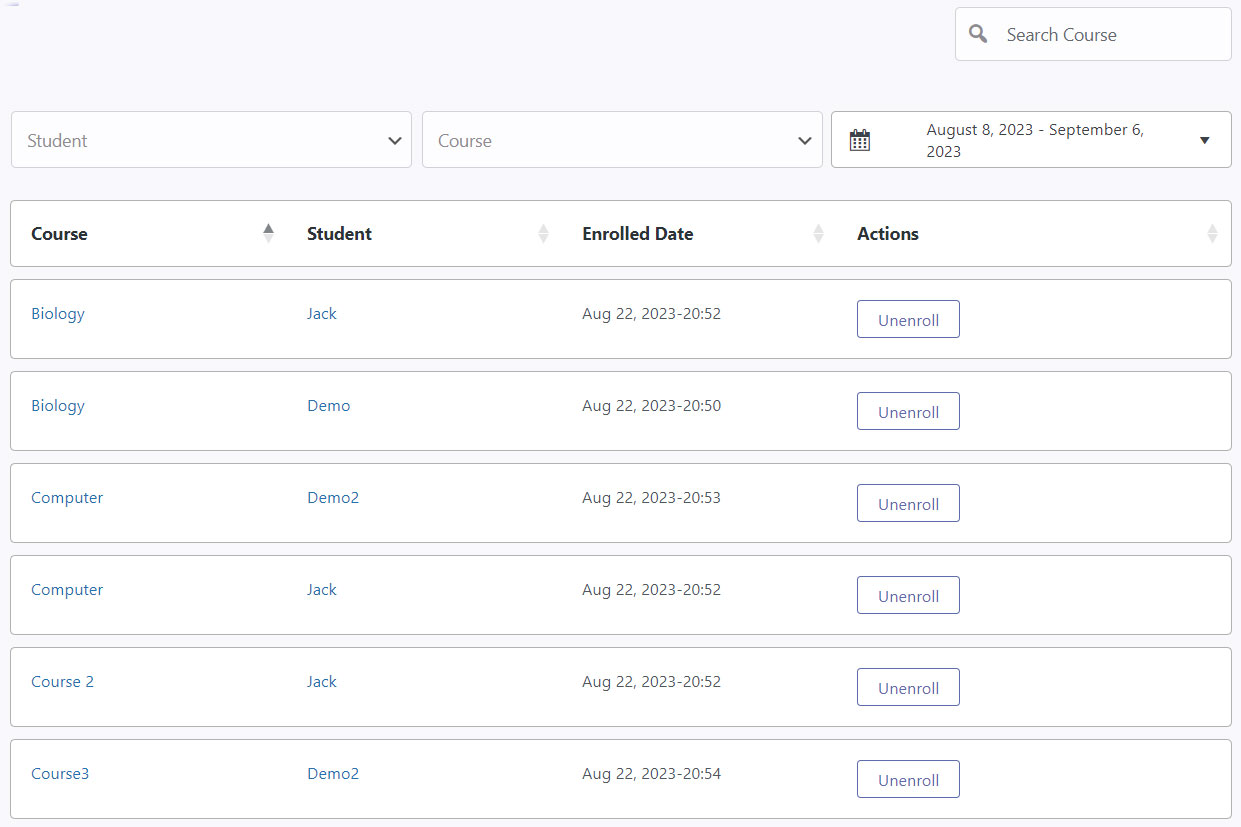 Search Course
Student
Course
August 8, 2023 - September 6,
2023
Course Student Enrolled Date Actions
Biology Jack Aug 22, 2023-20:52 Unenroll
Biology Demo Aug 22, 2023-20:50 Unenroll
Computer Demo2 Aug 22, 2023-20:53 Unenroll
Computer Jack Aug 22, 2023-20:52 Unenroll
Course 2 Jack Aug 22, 2023-20:52 Unenroll
Course3 Demo2 Aug 22, 2023-20:54 Unenroll